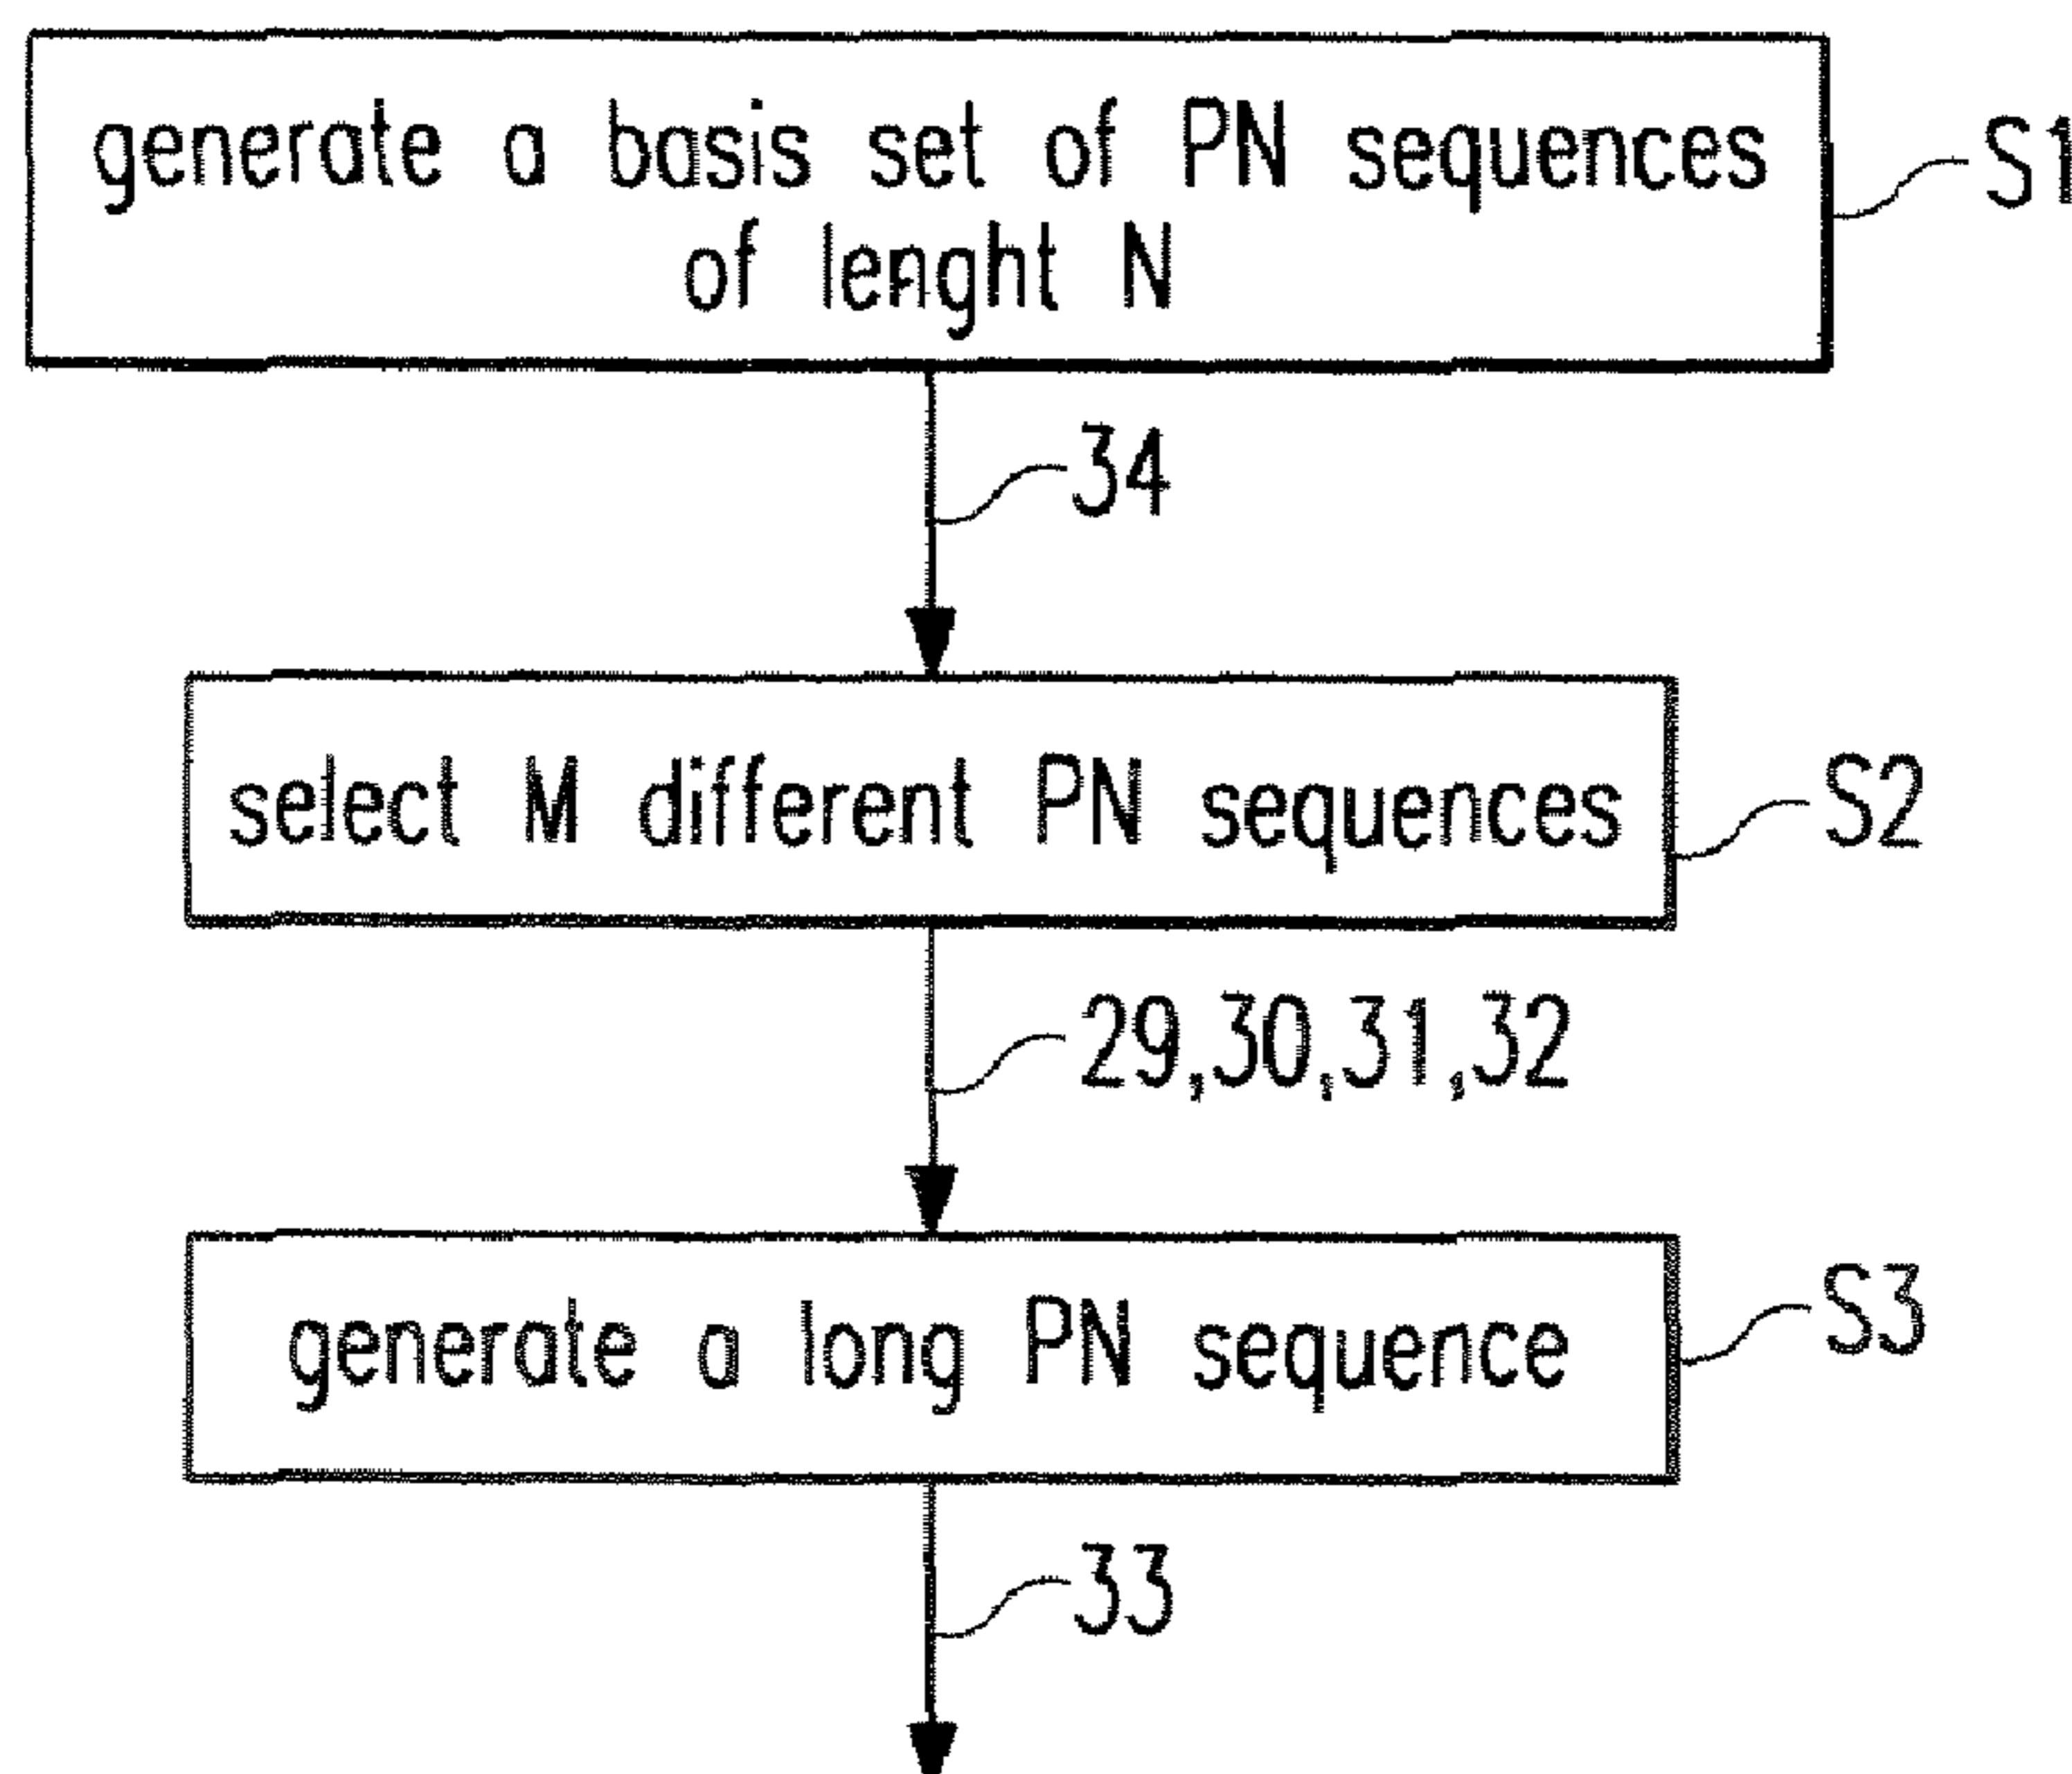 generate a basis set of PN sequences
of lenght N
S1
34
select M different PN sequences
S2
29,30,31,32
generate a long PN sequence
S3
33